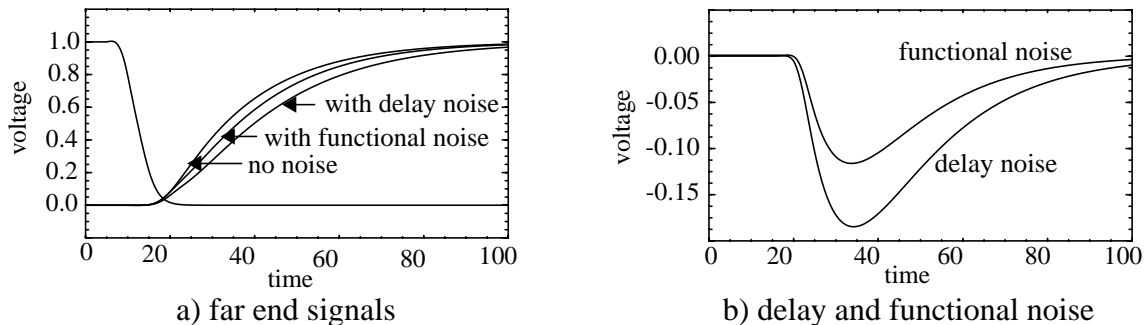 voltage
1.0
0.8
0.6
0.4
0.2
0.0
with delay noise
with functional noise
no noise
0
20
40
60
80
100
time
a) far end signals
voltage
0.00
-0.05
-0.10
-0.15
functional noise
delay noise
0
20
40
60
80
100
time
b) delay and functional noise